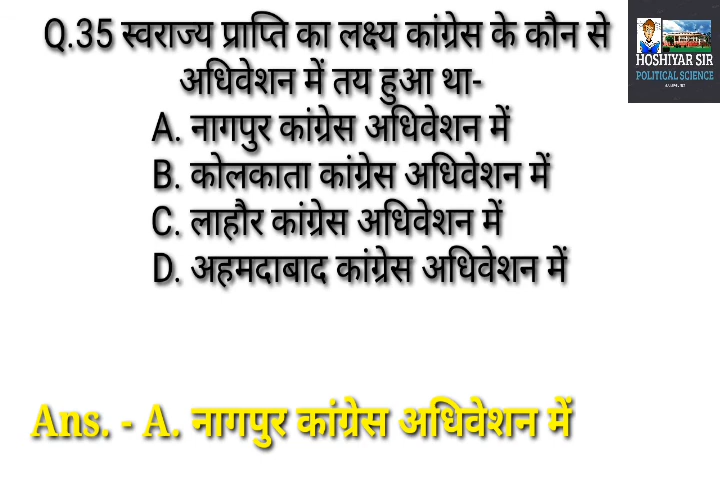 Q.35 स्वराज्य प्राप्ति का लक्ष्य कांग्रेस के कौन से
अधिवेशन में तय हुआ था-
A. नागपुर कांग्रेस अधिवेशन में
B. कोलकाता कांग्रेस अधिवेशन में
C. लाहौर कांग्रेस अधिवेशन में
D. अहमदाबाद कांग्रेस अधिवेशन में
HOSHIYAR SIR
POLITICAL SCIENCE
Ans. - A. नागपुर कांग्रेस अधिवेशन में